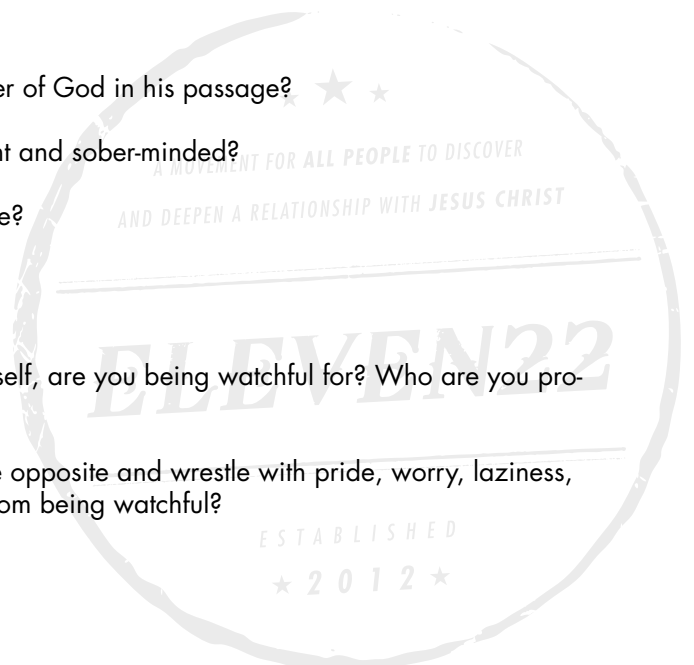 er of God in his passage?
nt and sober-minded?
A MOVEMENT FOR ALL PEOPLE TO DISCOVER
AND DEEPEN A RELATIONSHIP WITH JESUS CHRIST
e?
ELEVEN22
self, are you being watchful for? Who are you pro-
e opposite and wrestle with pride, worry, laziness,
om being watchful?
ESTABLISHED
2012